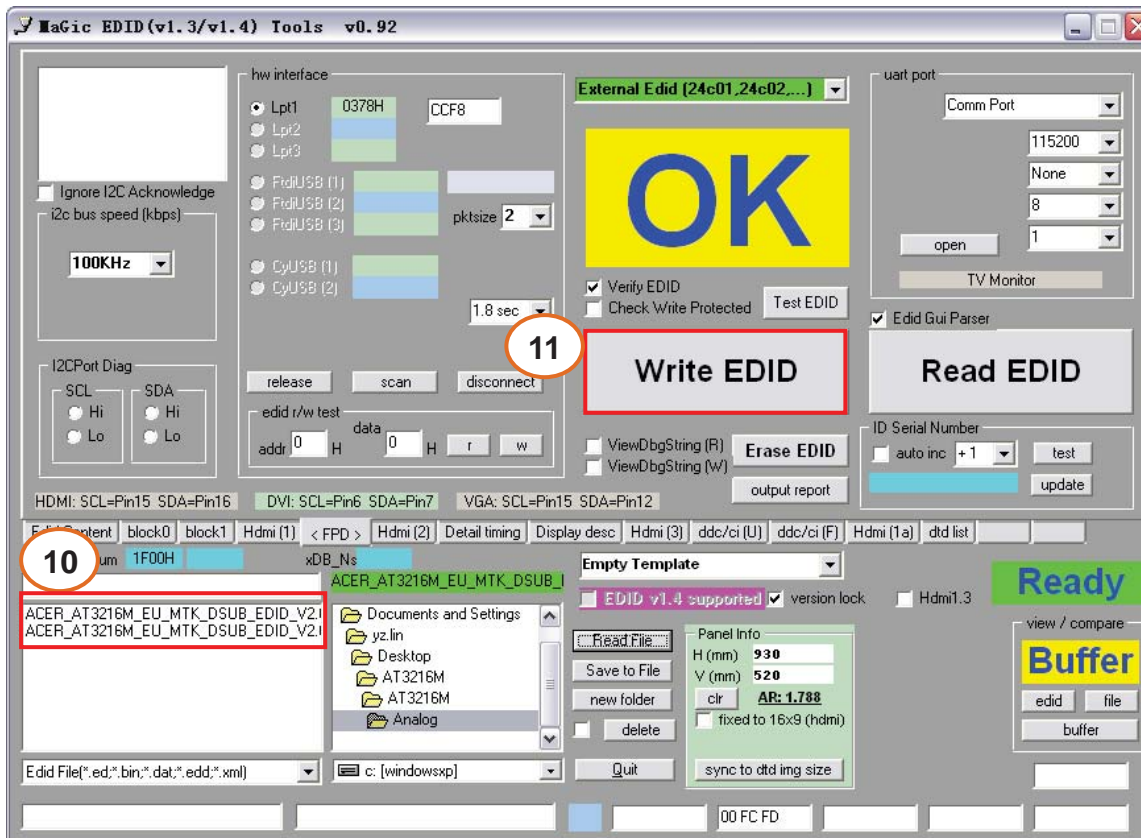 MaGic EDID(v1.3/v1.4) Tools v0.92
hw interface
Lpt1 0378H CCF8
Lpt2
Lpt3
FtdiUSB (1)
FtdiUSB (2)
FtdiUSB (3)
pktsize 2
CyUSB (1)
CyUSB (2)
1.8 sec
release scan disconnect
edid r/w test
addr 0 H data 0 H r w
Ignore I2C Acknowledge
i2c bus speed (kbps)
100KHz
I2CPort Diag
SCL SDA
Hi Hi
Lo Lo
External Edid (24c01,24c02,...)
OK
Verify EDID
Check Write Protected
Test EDID
11
Write EDID
ViewDbgString (R)
ViewDbgString (W)
Erase EDID
output report
uart port
Comm Port
115200
None
8
1
open
TV Monitor
Edid Gui Parser
Read EDID
ID Serial Number
auto inc +1 test
update
HDMI: SCL=Pin15 SDA=Pin16 DVI: SCL=Pin6 SDA=Pin7 VGA: SCL=Pin15 SDA=Pin12
block0 block1 Hdmi (1) < FPD > Hdmi (2) Detail timing Display desc Hdmi (3) ddc/ci (U) ddc/ci (F) Hdmi (1a) dtd list
10
1F00H xDB_Ns
ACER_AT3216M_EU_MTK_DSUB_
ACER_AT3216M_EU_MTK_DSUB_EDID_V2.
ACER_AT3216M_EU_MTK_DSUB_EDID_V2.
Documents and Settings
yz.lin
Desktop
AT3216M
AT3216M
Analog
Edid File(*.ed;*.bin;*.dat;*.edd;*.xml)
c: [windowsxp]
Empty Template
EDID v1.4 supported version lock Hdmi1.3
Read File
Save to File
new folder
delete
Quit
Panel Info
H (mm) 930
V (mm) 520
clr AR: 1.788
fixed to 16x9 (hdmi)
sync to dtd img size
Ready
view / compare
Buffer
edid file
buffer
00 FC FD